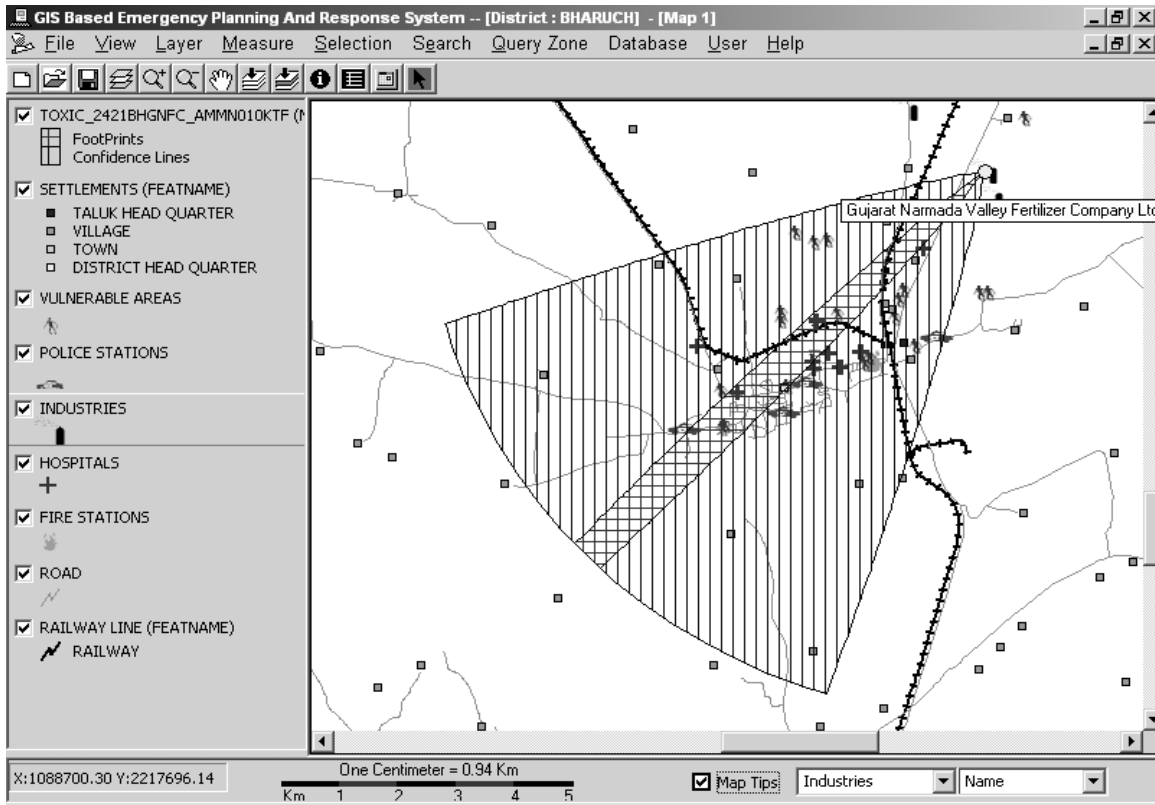 GIS Based Emergency Planning And Response System -- [District : BHARUCH] - [Map 1]
File View Layer Measure Selection Search Query Zone Database User Help
TOXIC_2421BHGNFC_AMMN010KTF (
FootPrints
Confidence Lines
SETTLEMENTS (FEATNAME)
TALUK HEAD QUARTER
VILLAGE
TOWN
DISTRICT HEAD QUARTER
VULNERABLE AREAS
POLICE STATIONS
INDUSTRIES
HOSPITALS
FIRE STATIONS
ROAD
RAILWAY LINE (FEATNAME)
RAILWAY
Gujarat Narmada Valley Fertilizer Company Ltd
X:1088700.30 Y:2217696.14
One Centimeter = 0.94 Km
Km 1 2 3 4 5
Map Tips
Industries
Name